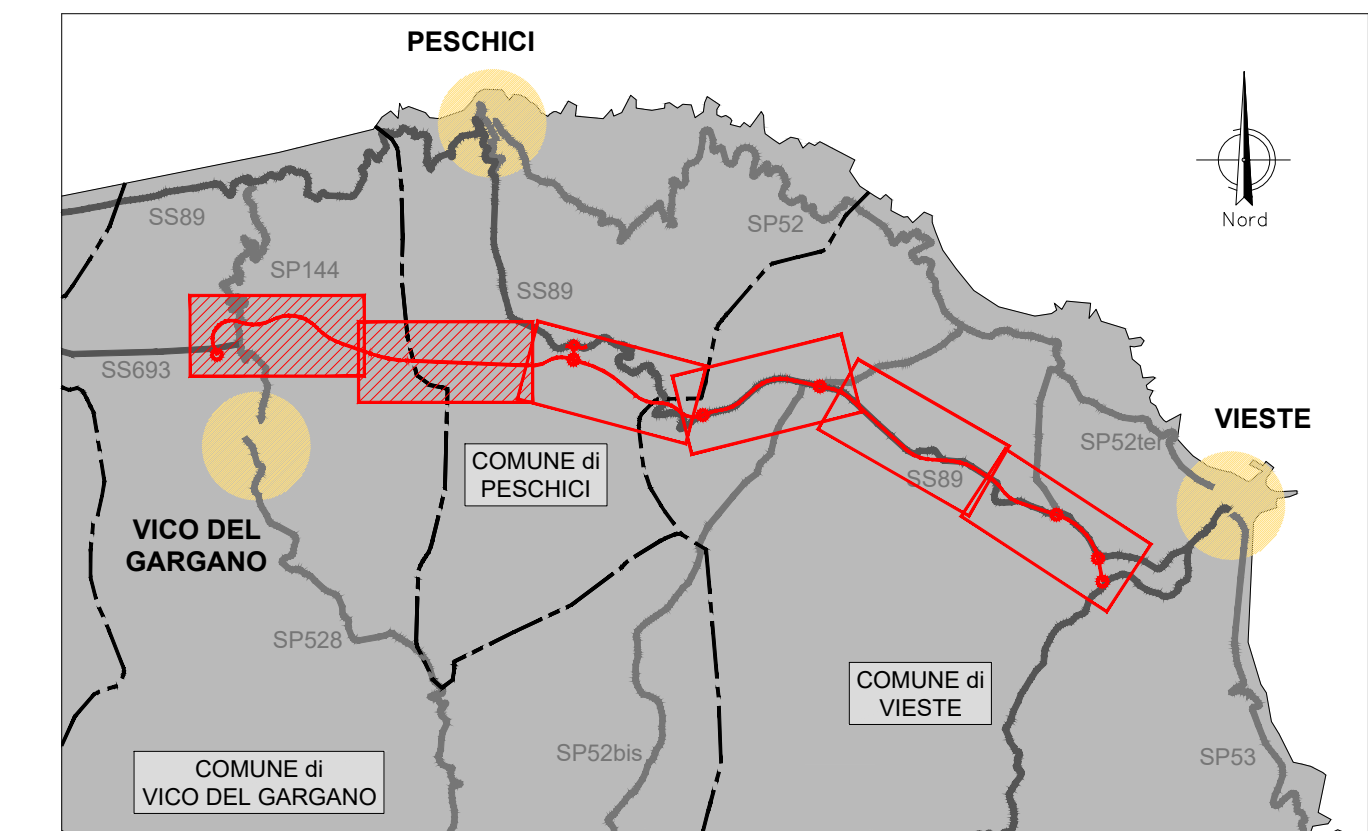 PESCHICI
Nord
SS89
SP52
SP144
SS89
SS693
VIESTE
SP52ter
COMUNE di
PESCHICI
SS89
VICO DEL
GARGANO
SP528
COMUNE di
VIESTE
SP52bis
SP53
COMUNE di
VICO DEL GARGANO